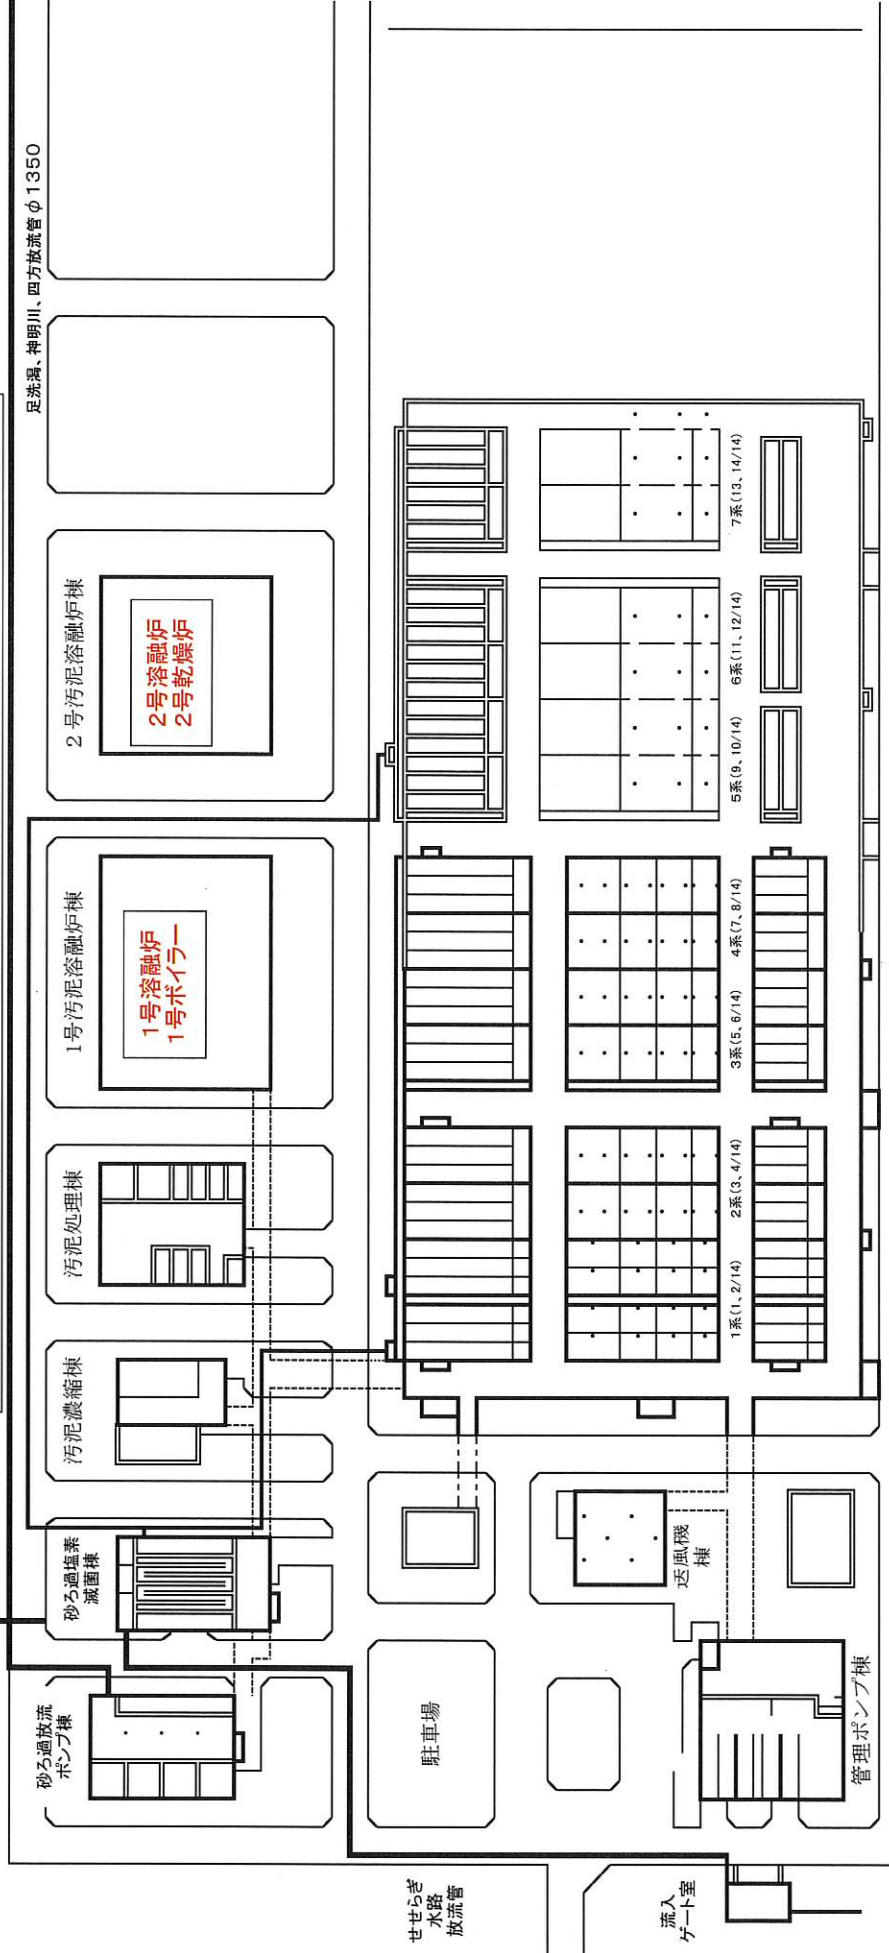 足洗潟、神明川、四方放流管φ1350
砂ろ過放流
ポンプ棟
砂ろ過塩素
滅菌棟
汚泥濃縮棟
汚泥処理棟
1号汚泥溶融炉棟
1号溶融炉
1号ボイラー
2号汚泥溶融炉棟
2号溶融炉
2号乾燥炉
せせらぎ
水路
放流管
駐車場
流入
ゲート室
管理ポンプ棟
送風機
棟
1系(1、2/14)
2系(3、4/14)
3系(5、6/14)
4系(7、8/14)
5系(9、10/14)
6系(11、12/14)
7系(13、14/14)